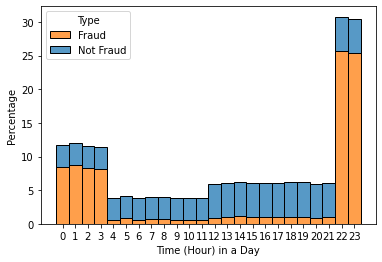 Type
Fraud
Not Fraud
30
25
20
15
10
5
0
0 1 2 3 4 5 6 7 8 9 10 11 12 13 14 15 16 17 18 19 20 21 22 23
Percentage
Time (Hour) in a Day